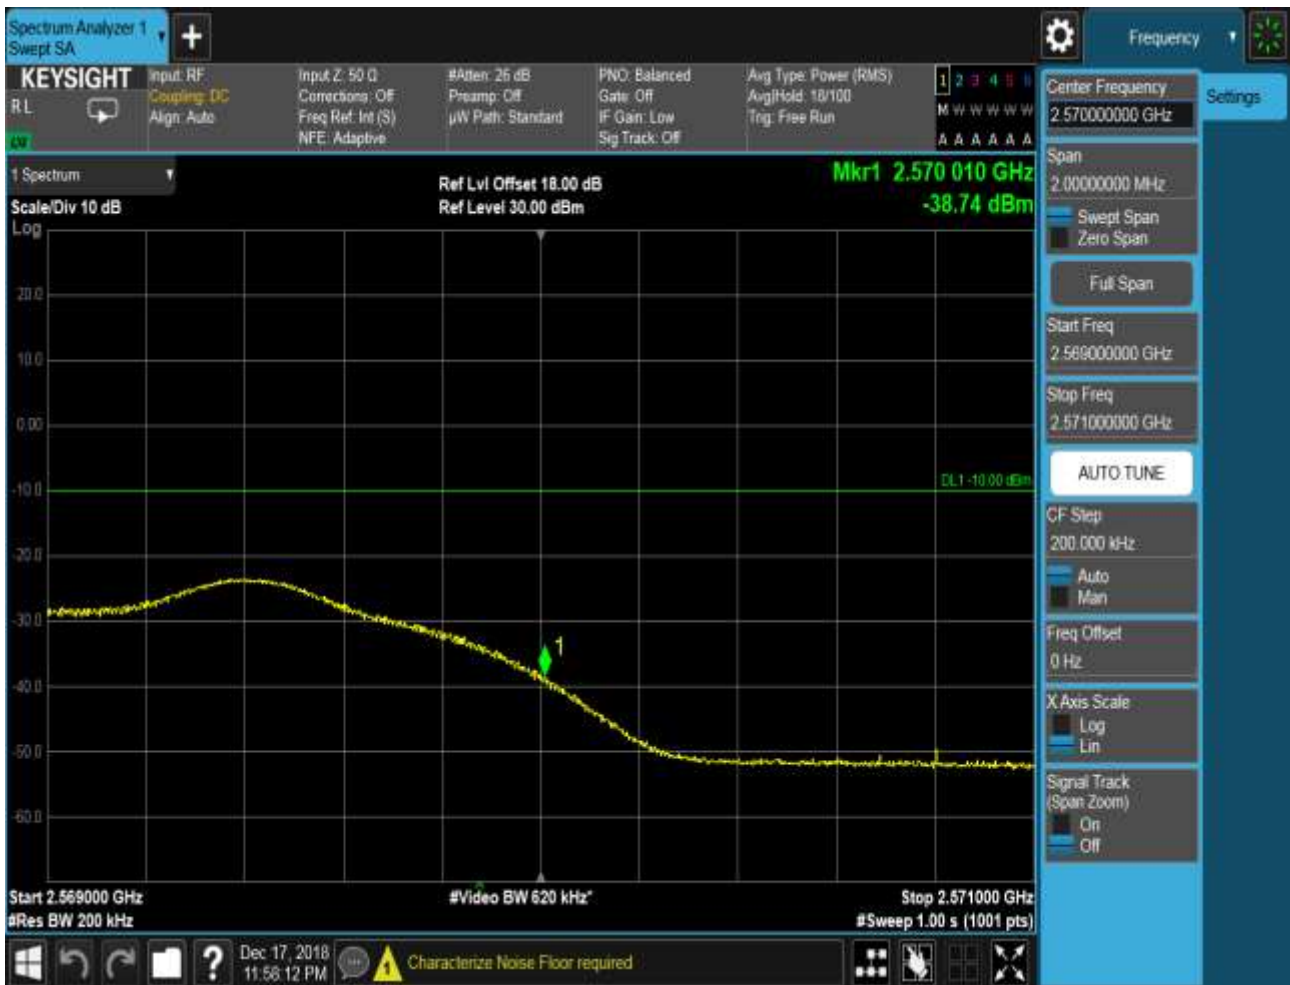 Spectrum Analyzer 1
Swept SA
Frequency
KEYSIGHT
R L
Input: RF
Coupling: DC
Align: Auto
Input Z: 50 Ω
Corrections: Off
Freq Ref: Int (S)
NFE: Adaptive
#Atten: 26 dB
Preamp: Off
µW Path: Standard
PNO: Balanced
Gate: Off
IF Gain: Low
Sig Track: Off
Avg Type: Power (RMS)
Avg|Hold: 18/100
Trig: Free Run
1 2 3 4 5 6
M W W W W W
A A A A A A
1 Spectrum
Scale/Div 10 dB
Log
Ref Lvl Offset 18.00 dB
Ref Level 30.00 dBm
Mkr1 2.570 010 GHz
-38.74 dBm
20.0
10.0
0.00
-10.0
-20.0
-30.0
-40.0
-50.0
-60.0
DL1 -10.00 dBm
1
Start 2.569000 GHz
#Res BW 200 kHz
#Video BW 620 kHz*
Stop 2.571000 GHz
#Sweep 1.00 s (1001 pts)
Center Frequency
2.570000000 GHz
Settings
Span
2.00000000 MHz
Swept Span
Zero Span
Full Span
Start Freq
2.569000000 GHz
Stop Freq
2.571000000 GHz
AUTO TUNE
CF Step
200.000 kHz
Auto
Man
Freq Offset
0 Hz
X Axis Scale
Log
Lin
Signal Track
(Span Zoom)
On
Off
?
Dec 17, 2018
11:58:12 PM
1
Characterize Noise Floor required